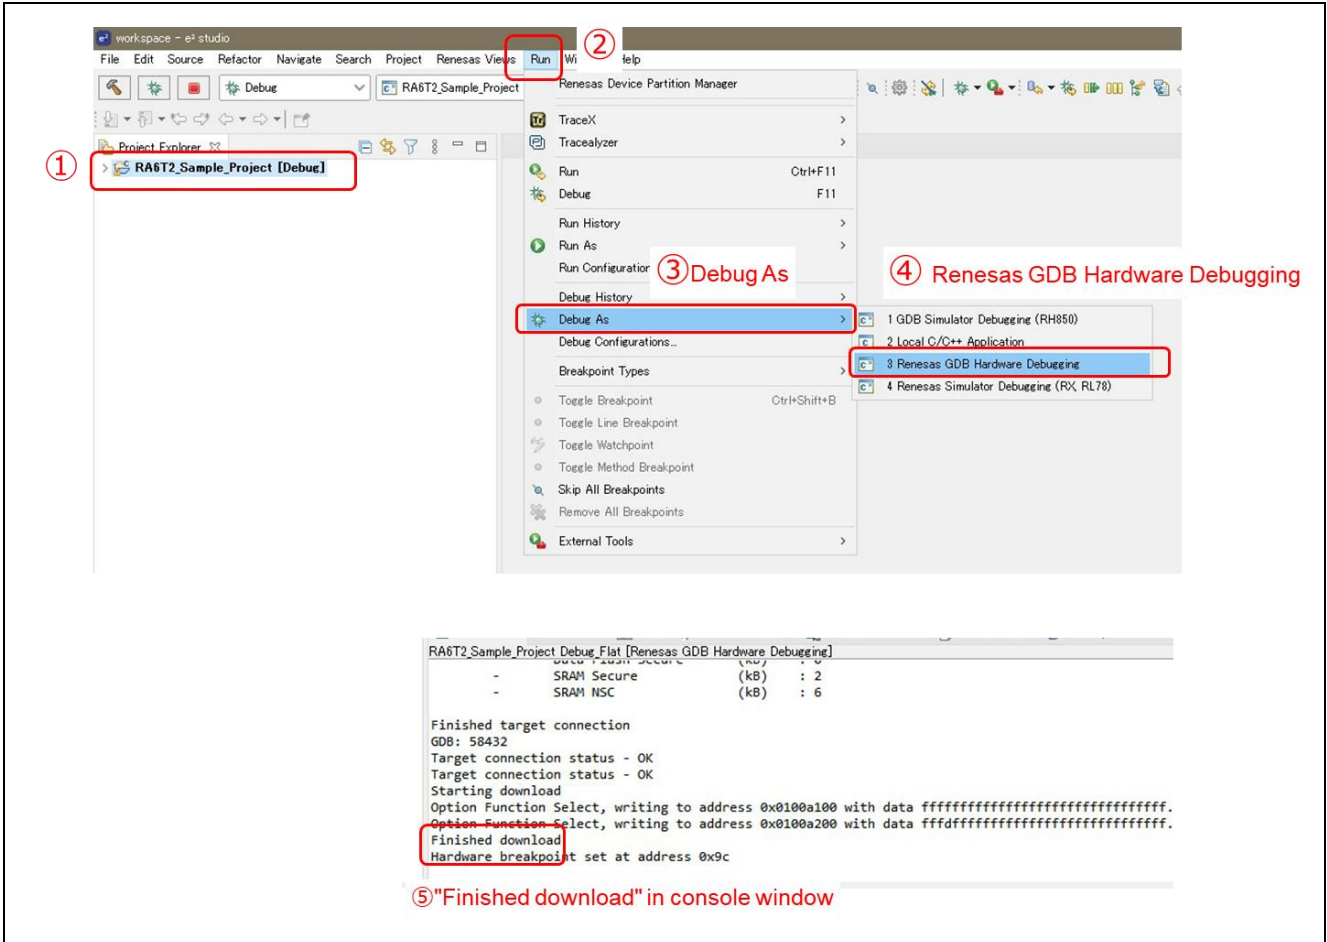 workspace - e² studio
File Edit Source Refactor Navigate Search Project Renesas Views Run Wi elp
②
Debug
RA6T2_Sample_Project
Project Explorer
①
RA6T2_Sample_Project [Debug]
Renesas Device Partition Manager
TraceX
Tracealyzer
Run Ctrl+F11
Debug F11
Run History
Run As
Run Configuration
③Debug As
④ Renesas GDB Hardware Debugging
Debug History
Debug As
Debug Configurations...
Breakpoint Types
Toggle Breakpoint Ctrl+Shift+B
Toggle Line Breakpoint
Toggle Watchpoint
Toggle Method Breakpoint
Skip All Breakpoints
Remove All Breakpoints
External Tools
1 GDB Simulator Debugging (RH850)
2 Local C/C++ Application
3 Renesas GDB Hardware Debugging
4 Renesas Simulator Debugging (RX, RL78)
RA6T2_Sample_Project Debug_Flat [Renesas GDB Hardware Debugging]
- SRAM Secure (kB) : 2
- SRAM NSC (kB) : 6
Finished target connection
GDB: 58432
Target connection status - OK
Target connection status - OK
Starting download
Option Function Select, writing to address 0x0100a100 with data ffffffffffffffffffffffffffffffff.
Option Function Select, writing to address 0x0100a200 with data fffdffffffffffffffffffffffffffff.
Finished download
Hardware breakpoint set at address 0x9c
⑤"Finished download" in console window